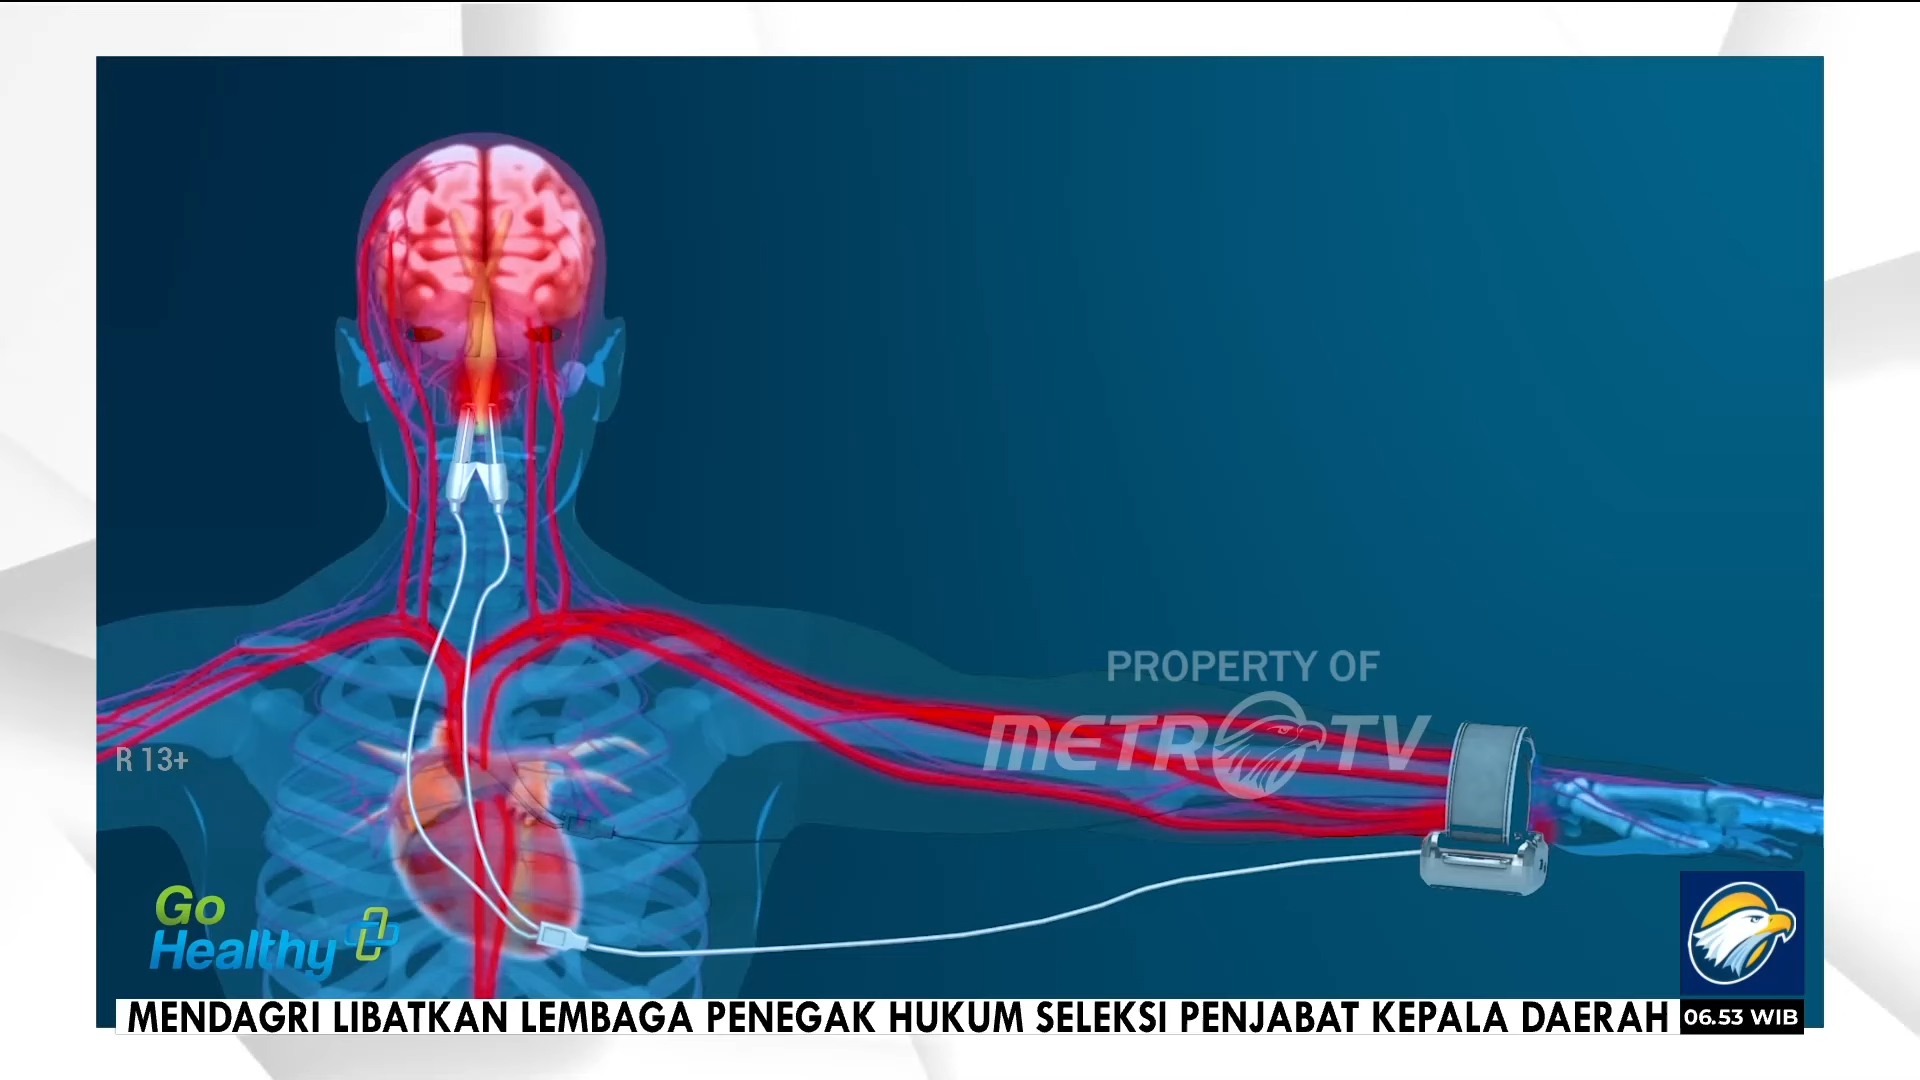 PROPERTY OF
METRO TV
R 13+
Go
Healthy
MENDAGRI LIBATKAN LEMBAGA PENEGAK HUKUM SELEKSI PENJABAT KEPALA DAERAH
06.53 WIB